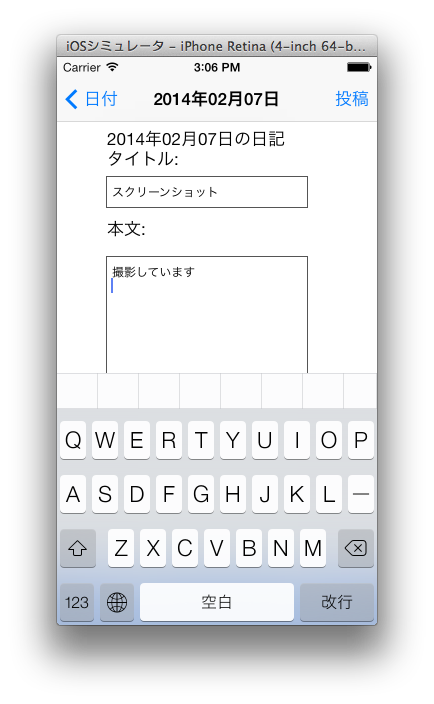 iOSシミュレータ – iPhone Retina (4-inch 64-b...
Carrier 3:06 PM
日付 2014年02月07日 投稿
2014年02月07日の日記
タイトル:
スクリーンショット
本文:
撮影しています
Q W E R T Y U I O P
A S D F G H J K L ー
Z X C V B N M
123 空白 改行